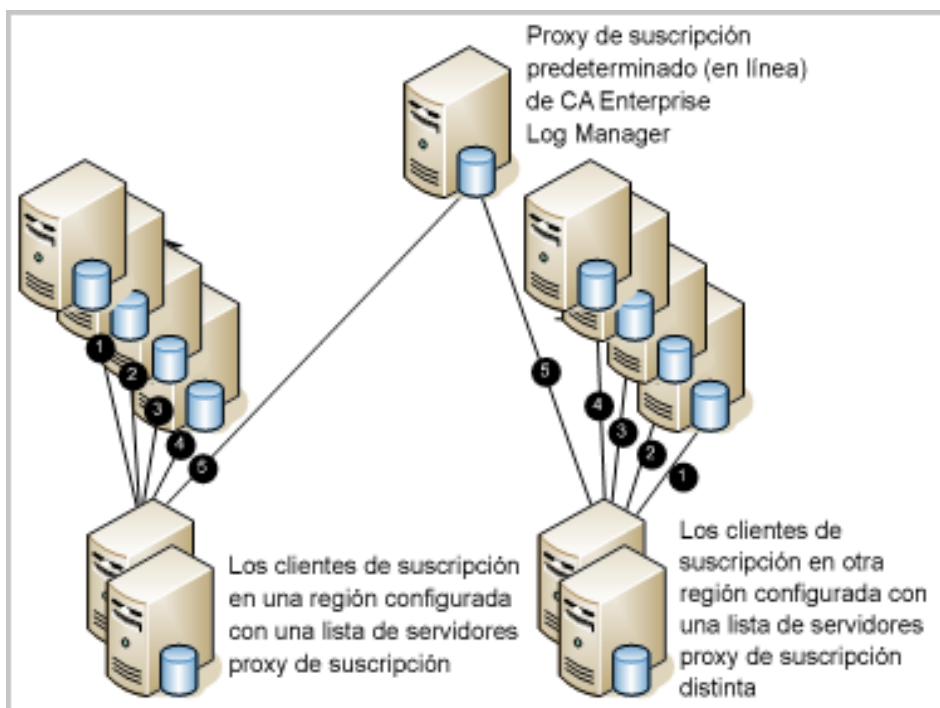 Proxy de suscripción
predeterminado (en línea)
de CA Enterprise
Log Manager
1
2
3
4
5
5
4
3
2
1
Los clientes de suscripción
en una región configurada
con una lista de servidores
proxy de suscripción
Los clientes de
suscripción en otra
región configurada con
una lista de servidores
proxy de suscripción
distinta